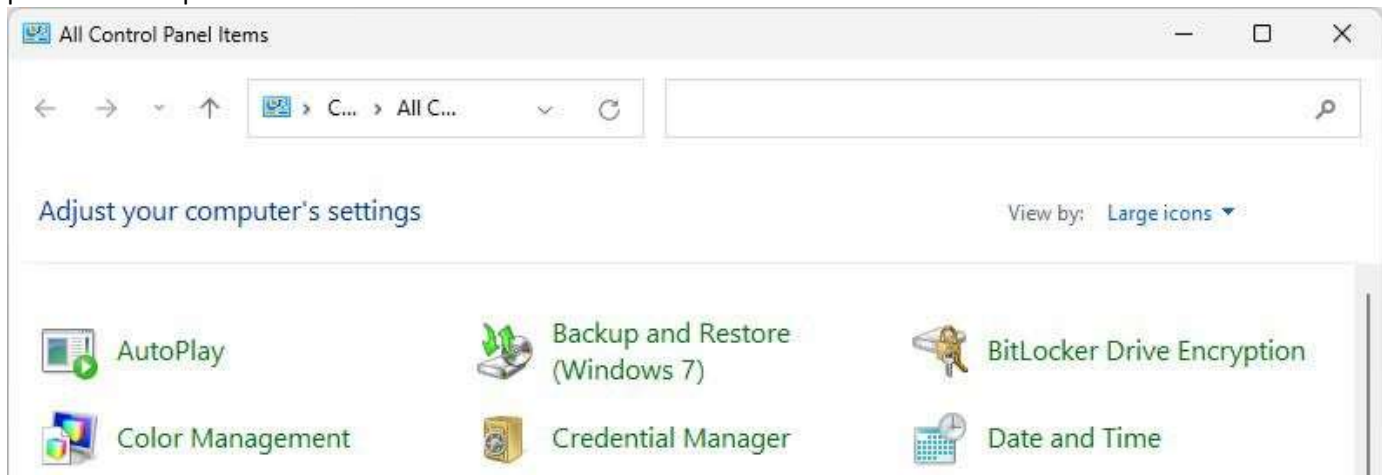 All Control Panel Items
C... All C...
Adjust your computer's settings
View by: Large icons
AutoPlay
Backup and Restore
(Windows 7)
BitLocker Drive Encryption
Color Management
Credential Manager
Date and Time